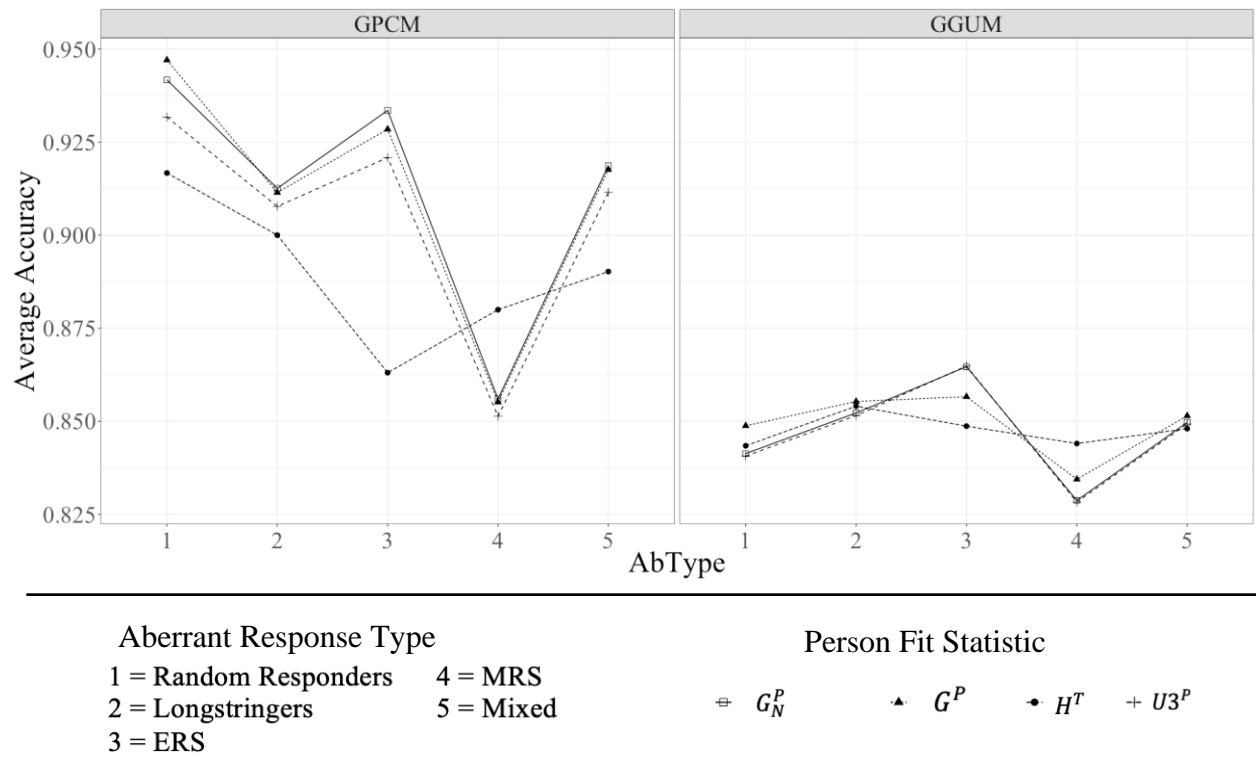 GPCM GGUM
0.950
0.925
0.900
0.875
0.850
0.825
Average Accuracy
1 2 3 4 5 1 2 3 4 5
AbType
Aberrant Response Type
1 = Random Responders 4 = MRS
2 = Longstringers 5 = Mixed
3 = ERS
Person Fit Statistic
G_N^P G^P H^T U3^P